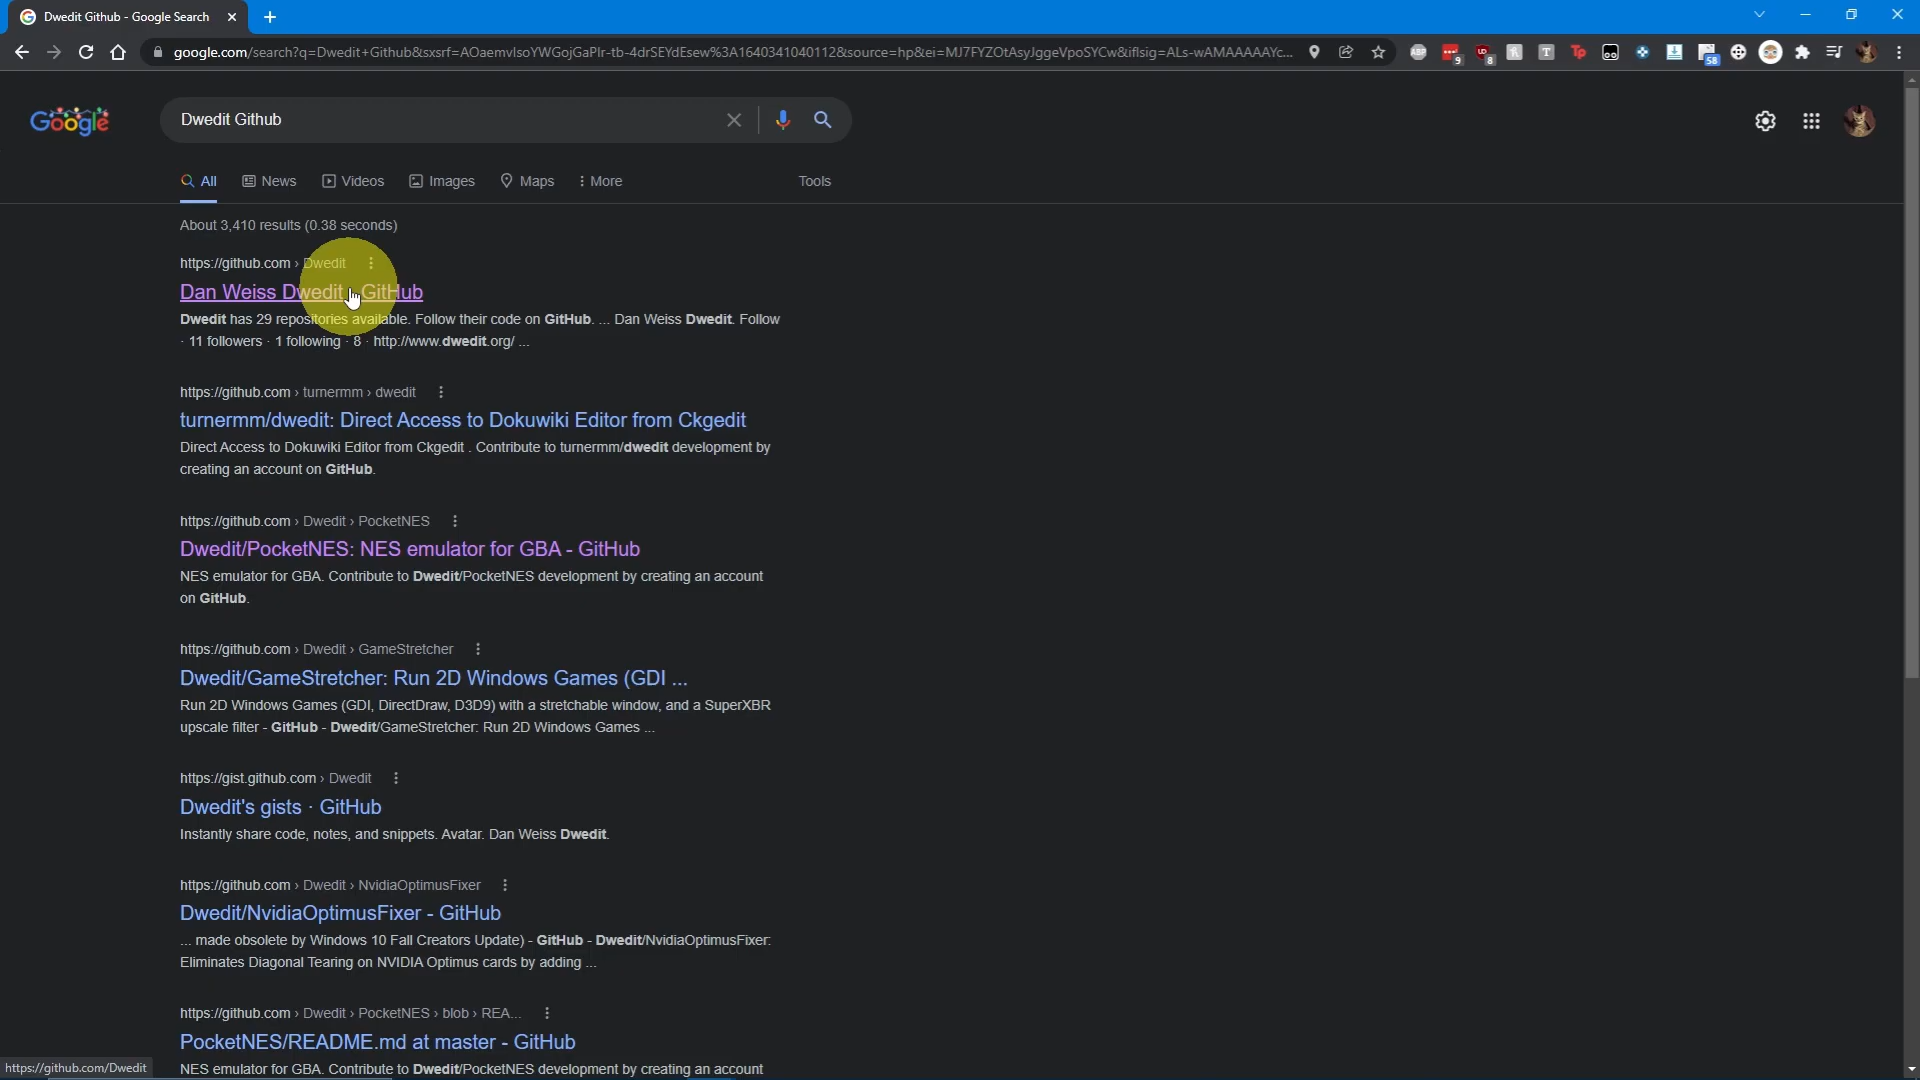 Dwedit Github - Google Search
google.com/search?q=Dwedit+Github&sxsrf=AOaemvIsoYWGojGaPlr-tb-4drSEYdEsew%3A1640341040112&source=hp&ei=MJ7FYZOtAsyJggeVpoSYCw&iflsig=ALs-wAMAAAAAYc...
ABP
9
UD
8
T
Tp
58
Google
Dwedit Github
All
News
Videos
Images
Maps
More
Tools
About 3,410 results (0.38 seconds)
https://github.com › Dwedit
Dan Weiss Dwedit - GitHub
Dwedit has 29 repositories available. Follow their code on GitHub. ... Dan Weiss Dwedit. Follow
· 11 followers · 1 following · 8 · http://www.dwedit.org/ ...
https://github.com › turnermm › dwedit
turnermm/dwedit: Direct Access to Dokuwiki Editor from Ckgedit
Direct Access to Dokuwiki Editor from Ckgedit . Contribute to turnermm/dwedit development by
creating an account on GitHub.
https://github.com › Dwedit › PocketNES
Dwedit/PocketNES: NES emulator for GBA - GitHub
NES emulator for GBA. Contribute to Dwedit/PocketNES development by creating an account
on GitHub.
https://github.com › Dwedit › GameStretcher
Dwedit/GameStretcher: Run 2D Windows Games (GDI ...
Run 2D Windows Games (GDI, DirectDraw, D3D9) with a stretchable window, and a SuperXBR
upscale filter - GitHub - Dwedit/GameStretcher: Run 2D Windows Games ...
https://gist.github.com › Dwedit
Dwedit's gists · GitHub
Instantly share code, notes, and snippets. Avatar. Dan Weiss Dwedit.
https://github.com › Dwedit › NvidiaOptimusFixer
Dwedit/NvidiaOptimusFixer - GitHub
... made obsolete by Windows 10 Fall Creators Update) - GitHub - Dwedit/NvidiaOptimusFixer:
Eliminates Diagonal Tearing on NVIDIA Optimus cards by adding ...
https://github.com › Dwedit › PocketNES › blob › REA...
PocketNES/README.md at master - GitHub
NES emulator for GBA. Contribute to Dwedit/PocketNES development by creating an account
https://github.com/Dwedit